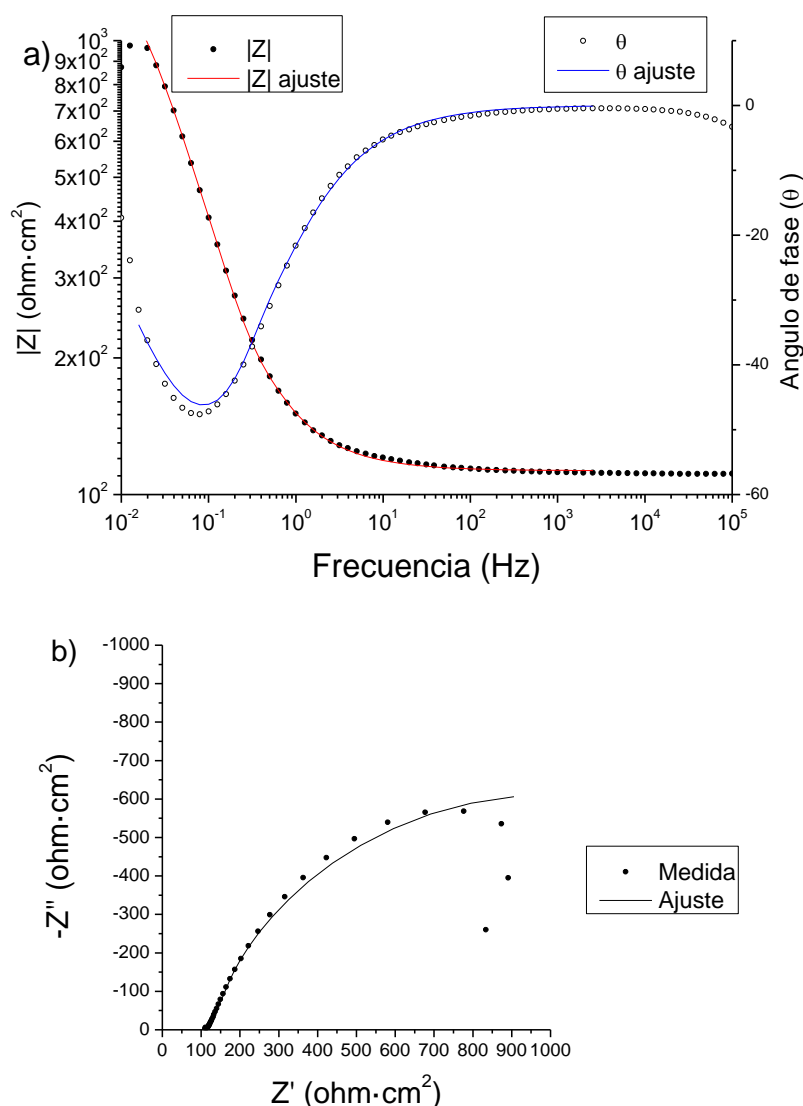 a)
|Z|
|Z| ajuste
θ
θ ajuste
10³
9x10²
8x10²
7x10²
6x10²
5x10²
4x10²
3x10²
2x10²
10²
|Z| (ohm·cm²)
0
-20
-40
-60
Angulo de fase (θ)
10⁻² 10⁻¹ 10⁰ 10¹ 10² 10³ 10⁴ 10⁵
Frecuencia (Hz)
b)
-1000
-900
-800
-700
-600
-500
-400
-300
-200
-100
0
-Z'' (ohm·cm²)
Medida
Ajuste
0 100 200 300 400 500 600 700 800 900 1000
Z' (ohm·cm²)